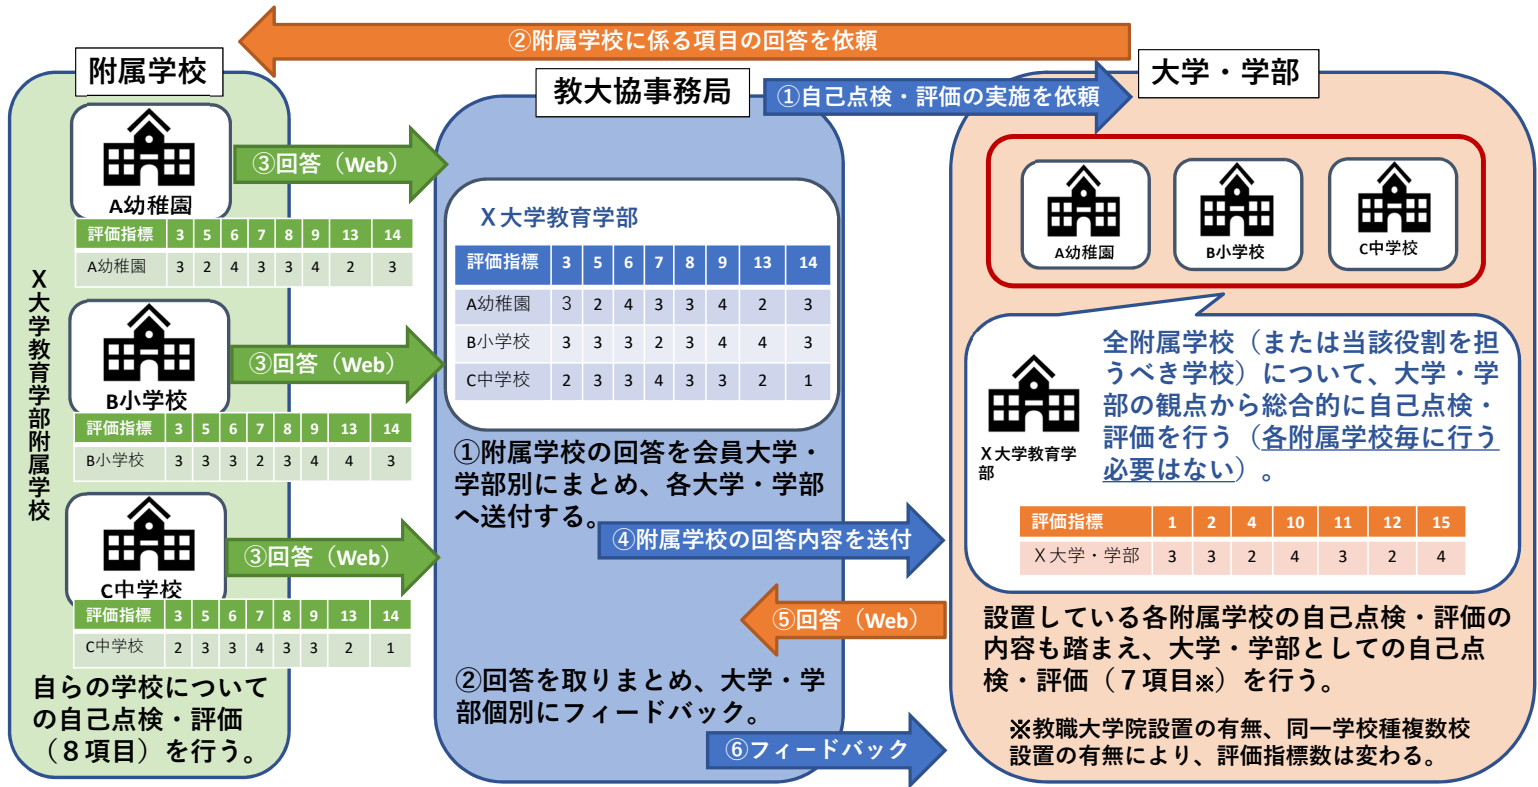 ②附属学校に係る項目の回答を依頼
附属学校
教大協事務局
①自己点検・評価の実施を依頼
大学・学部
X大学教育学部附属学校
A幼稚園
③回答（Web）
評価指標 3 5 6 7 8 9 13 14
A幼稚園 3 2 4 3 3 4 2 3
B小学校
③回答（Web）
評価指標 3 5 6 7 8 9 13 14
B小学校 3 3 3 2 3 4 4 3
C中学校
③回答（Web）
評価指標 3 5 6 7 8 9 13 14
C中学校 2 3 3 4 3 3 2 1
自らの学校について
の自己点検・評価
（８項目）を行う。
X大学教育学部
評価指標 3 5 6 7 8 9 13 14
A幼稚園 3 2 4 3 3 4 2 3
B小学校 3 3 3 2 3 4 4 3
C中学校 2 3 3 4 3 3 2 1
①附属学校の回答を会員大学・
学部別にまとめ、各大学・学部
へ送付する。
④附属学校の回答内容を送付
⑤回答（Web）
②回答を取りまとめ、大学・学
部個別にフィードバック。
⑥フィードバック
A幼稚園
B小学校
C中学校
X大学教育学
部
全附属学校（または当該役割を担
うべき学校）について、大学・学
部の観点から総合的に自己点検・
評価を行う（各附属学校毎に行う
必要はない）。
評価指標 1 2 4 10 11 12 15
X大学・学部 3 3 2 4 3 2 4
設置している各附属学校の自己点検・評価の
内容も踏まえ、大学・学部としての自己点
検・評価（７項目※）を行う。
※教職大学院設置の有無、同一学校種複数校
設置の有無により、評価指標数は変わる。